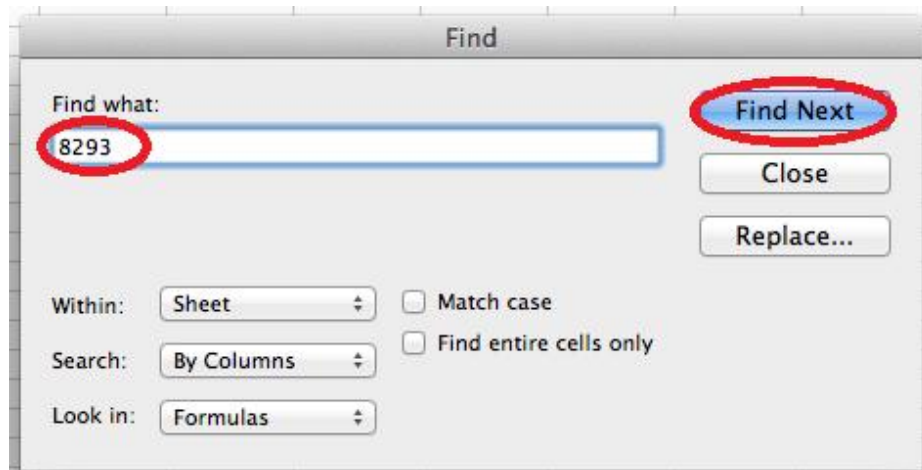 Find
Find what:
8293
Find Next
Close
Replace...
Within: Sheet
Match case
Search: By Columns
Find entire cells only
Look in: Formulas